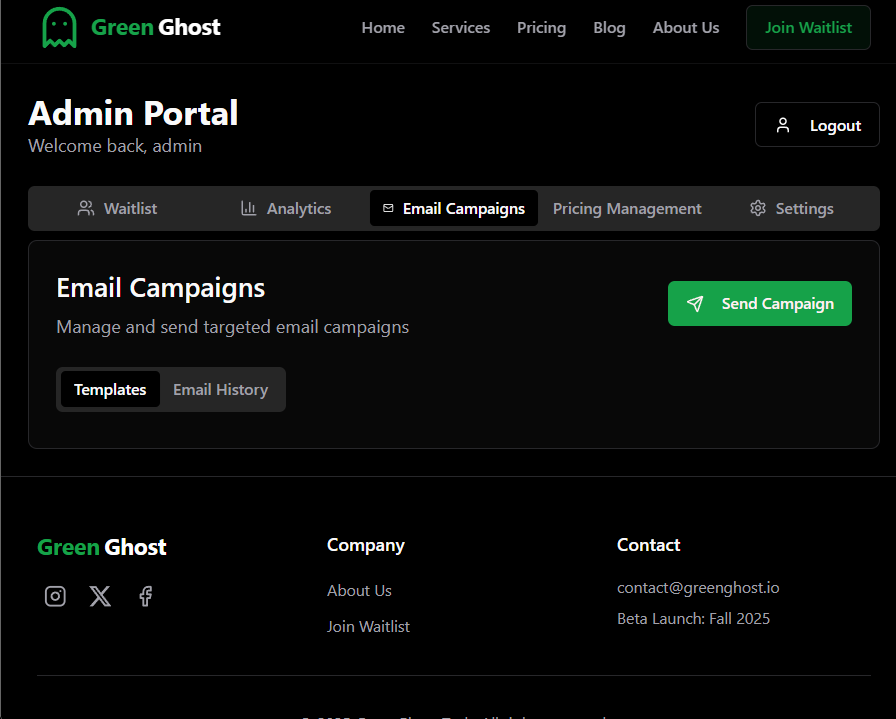 Green Ghost
Home Services Pricing Blog About Us Join Waitlist
Admin Portal
Welcome back, admin
Logout
Waitlist Analytics Email Campaigns Pricing Management Settings
Email Campaigns
Manage and send targeted email campaigns
Send Campaign
Templates Email History
Green Ghost
Company
About Us
Join Waitlist
Contact
contact@greenghost.io
Beta Launch: Fall 2025